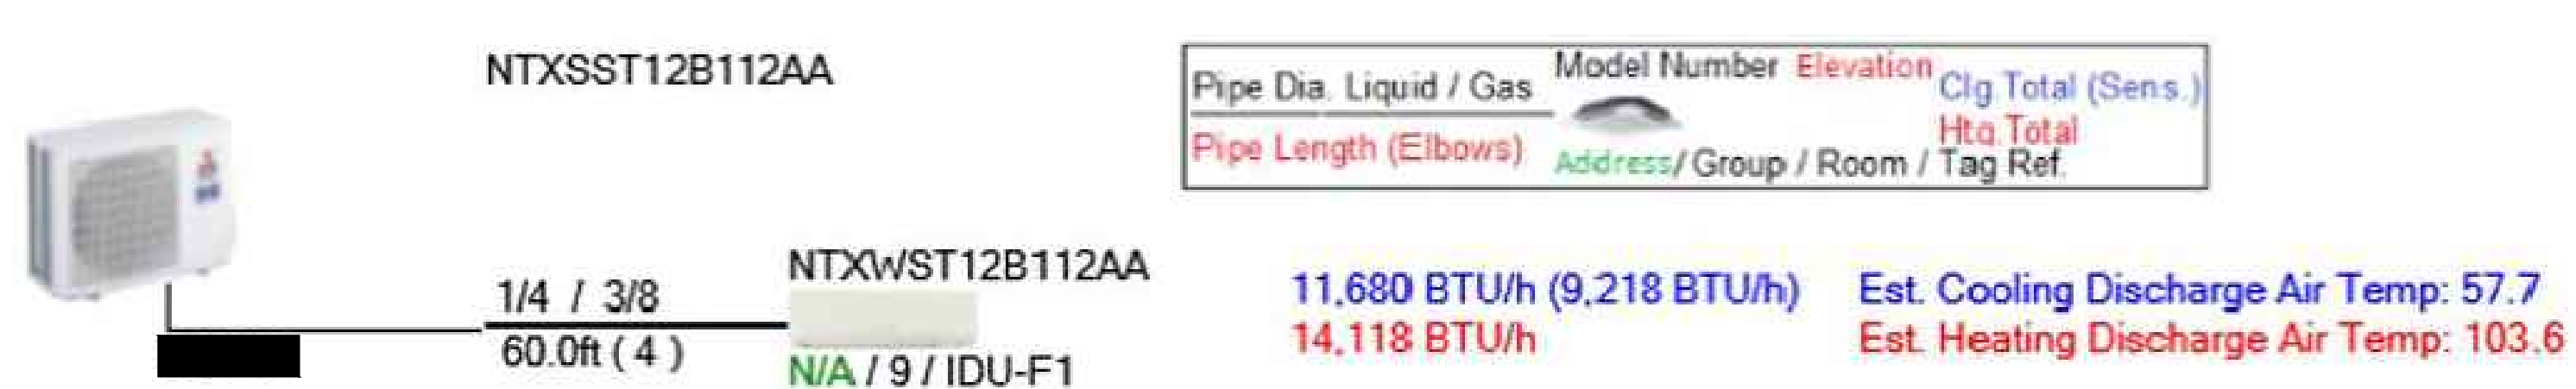 NTXSST12B112AA
Pipe Dia. Liquid / Gas
Pipe Length (Elbows)
Model Number Elevation
Clg Total (Sens.)
Htg Total
Address/ Group / Room / Tag Ref.
1/4 / 3/8
60.0ft ( 4 )
NTXWST12B112AA
N/A / 9 / IDU-F1
11,680 BTU/h (9,218 BTU/h)
14,118 BTU/h
Est. Cooling Discharge Air Temp: 57.7
Est. Heating Discharge Air Temp: 103.6